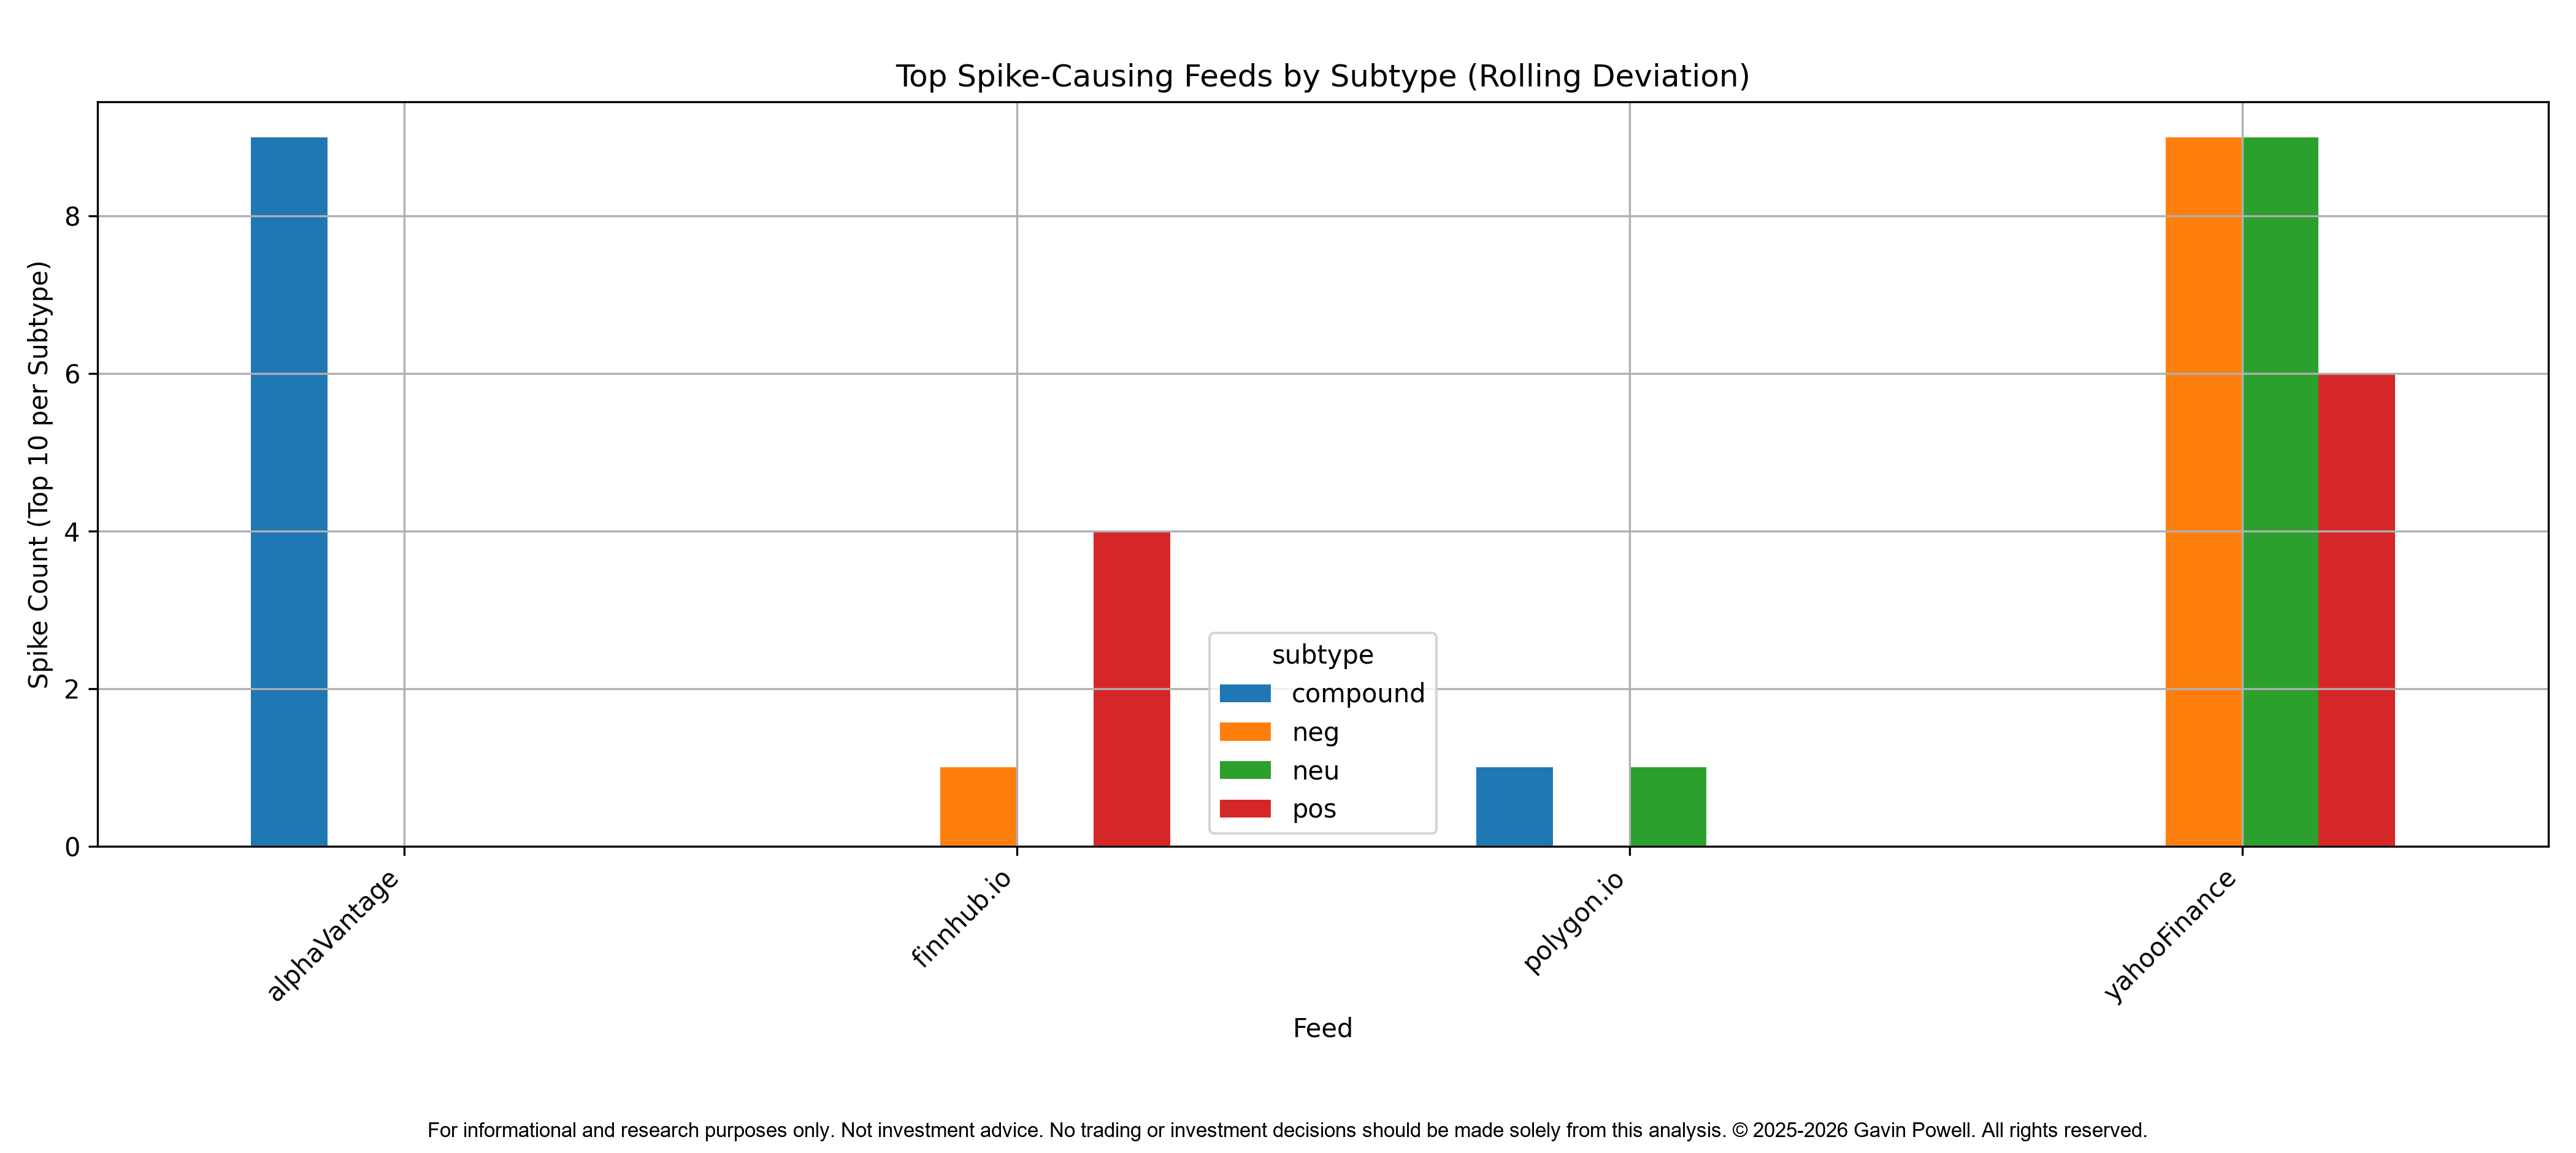 Top Spike-Causing Feeds by Subtype (Rolling Deviation)
Spike Count (Top 10 per Subtype)
8
6
4
2
0
subtype
compound
neg
neu
pos
alphaVantage
finnhub.io
polygon.io
yahooFinance
Feed
For informational and research purposes only. Not investment advice. No trading or investment decisions should be made solely from this analysis. © 2025-2026 Gavin Powell. All rights reserved.